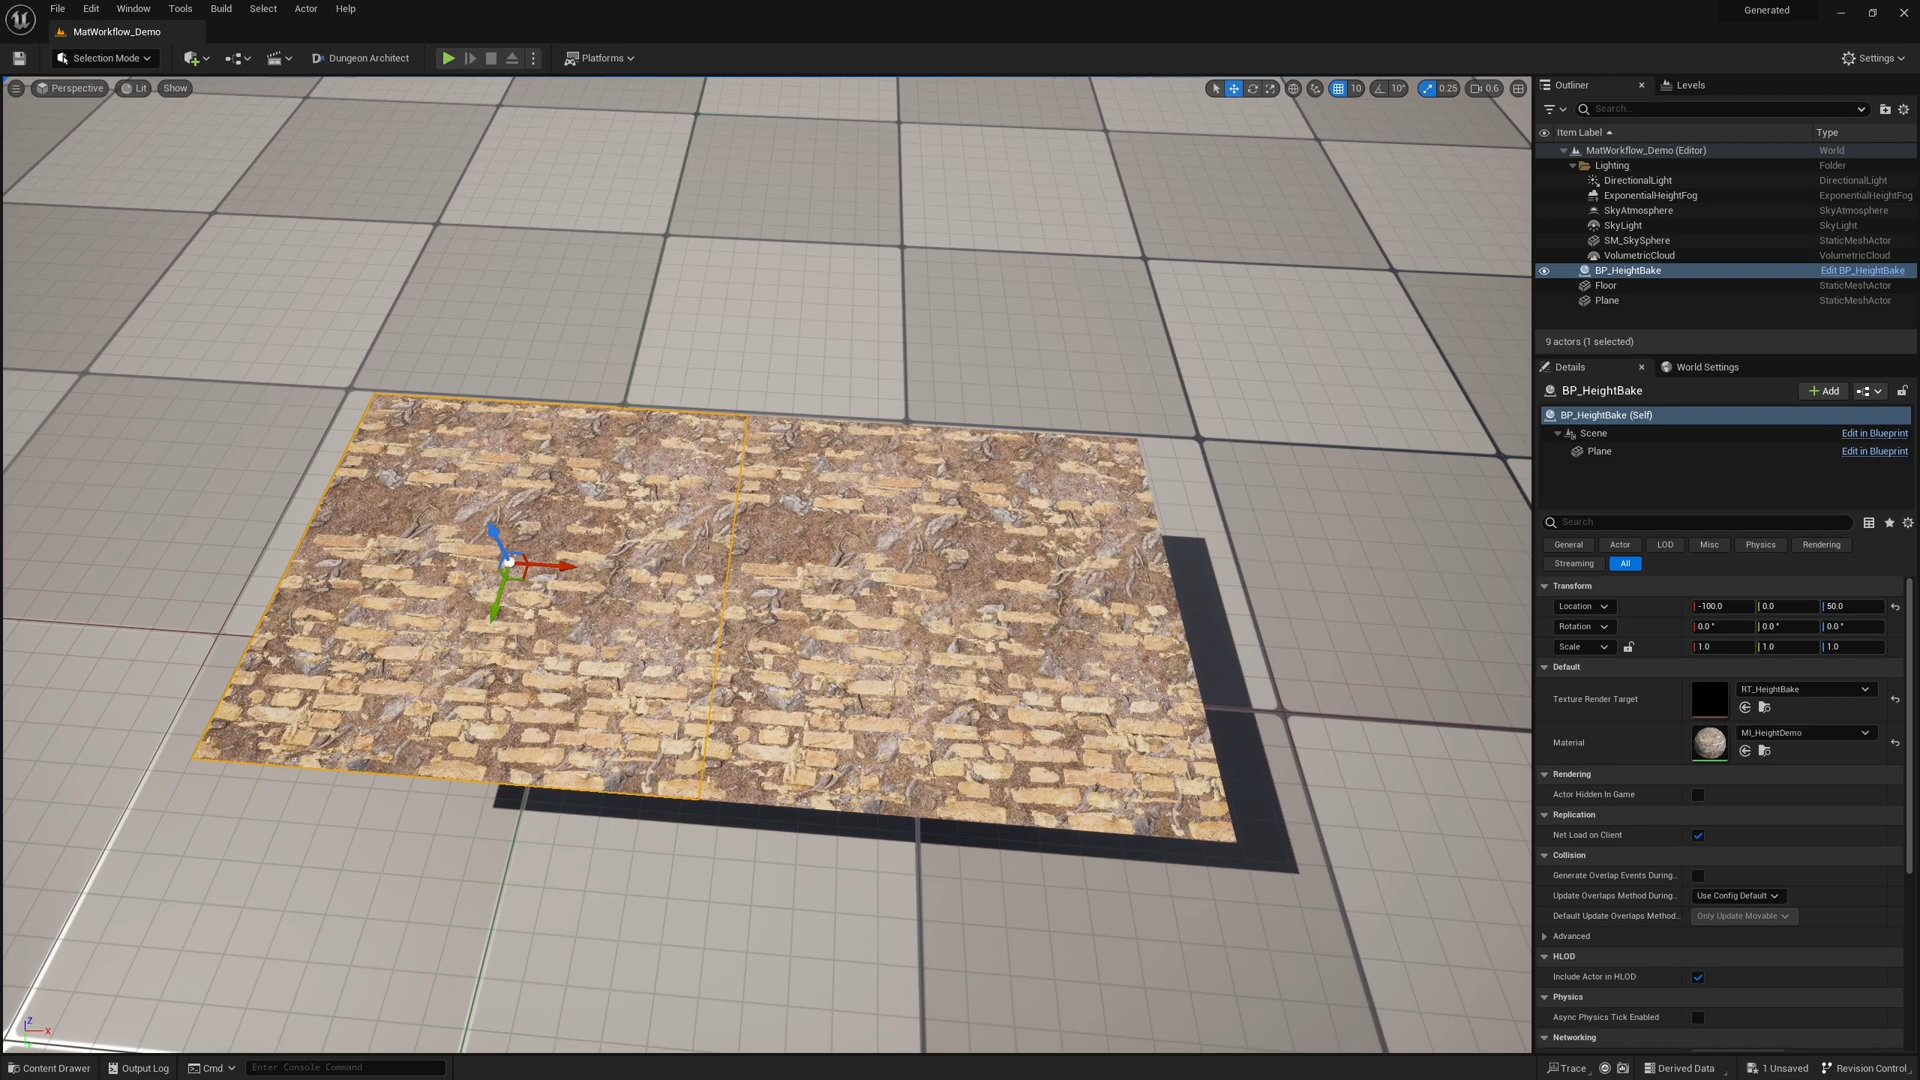 File Edit Window Tools Build Select Actor Help
Generated
MatWorkflow_Demo
Selection Mode
Dungeon Architect
Platforms
Settings
Perspective Lit Show
10 10° 0.25 0.6
Z
X
Outliner Levels
Search...
Item Label Type
MatWorkflow_Demo (Editor) World
Lighting Folder
DirectionalLight DirectionalLight
ExponentialHeightFog ExponentialHeightFog
SkyAtmosphere SkyAtmosphere
SkyLight SkyLight
SM_SkySphere StaticMeshActor
VolumetricCloud VolumetricCloud
BP_HeightBake Edit BP_HeightBake
Floor StaticMeshActor
Plane StaticMeshActor
9 actors (1 selected)
Details World Settings
BP_HeightBake
Add
BP_HeightBake (Self)
Scene Edit in Blueprint
Plane Edit in Blueprint
Search
General Actor LOD Misc Physics Rendering
Streaming All
Transform
Location -100.0 0.0 50.0
Rotation 0.0° 0.0° 0.0°
Scale 1.0 1.0 1.0
Default
Texture Render Target RT_HeightBake
Material MI_HeightDemo
Rendering
Actor Hidden In Game
Replication
Net Load on Client
Collision
Generate Overlap Events During...
Update Overlaps Method During... Use Config Default
Default Update Overlaps Method... Only Update Movable
Advanced
HLOD
Include Actor in HLOD
Physics
Async Physics Tick Enabled
Networking
Content Drawer Output Log Cmd Enter Console Command
Trace Derived Data 1 Unsaved Revision Control